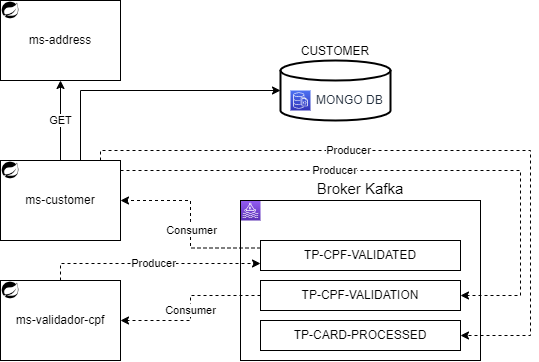 ms-address
CUSTOMER
MONGO DB
GET
Producer
Producer
ms-customer
Broker Kafka
Consumer
TP-CPF-VALIDATED
Producer
TP-CPF-VALIDATION
Consumer
ms-validador-cpf
TP-CARD-PROCESSED